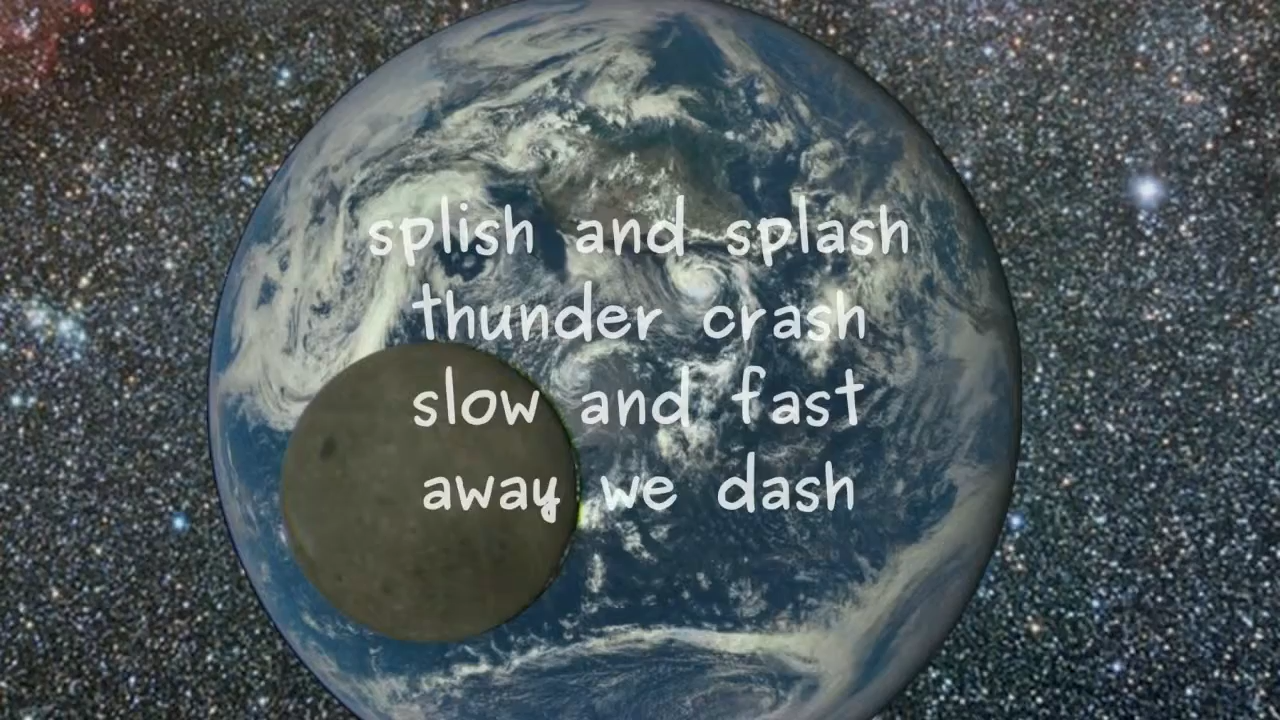 splish and splash
thunder crash
slow and fast
away we dash